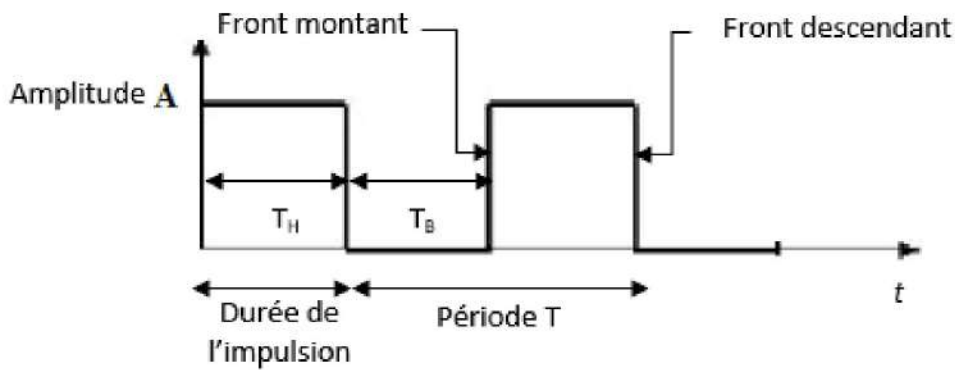 Front montant
Front descendant
Amplitude A
T_H
T_B
t
Durée de
l'impulsion
Période T